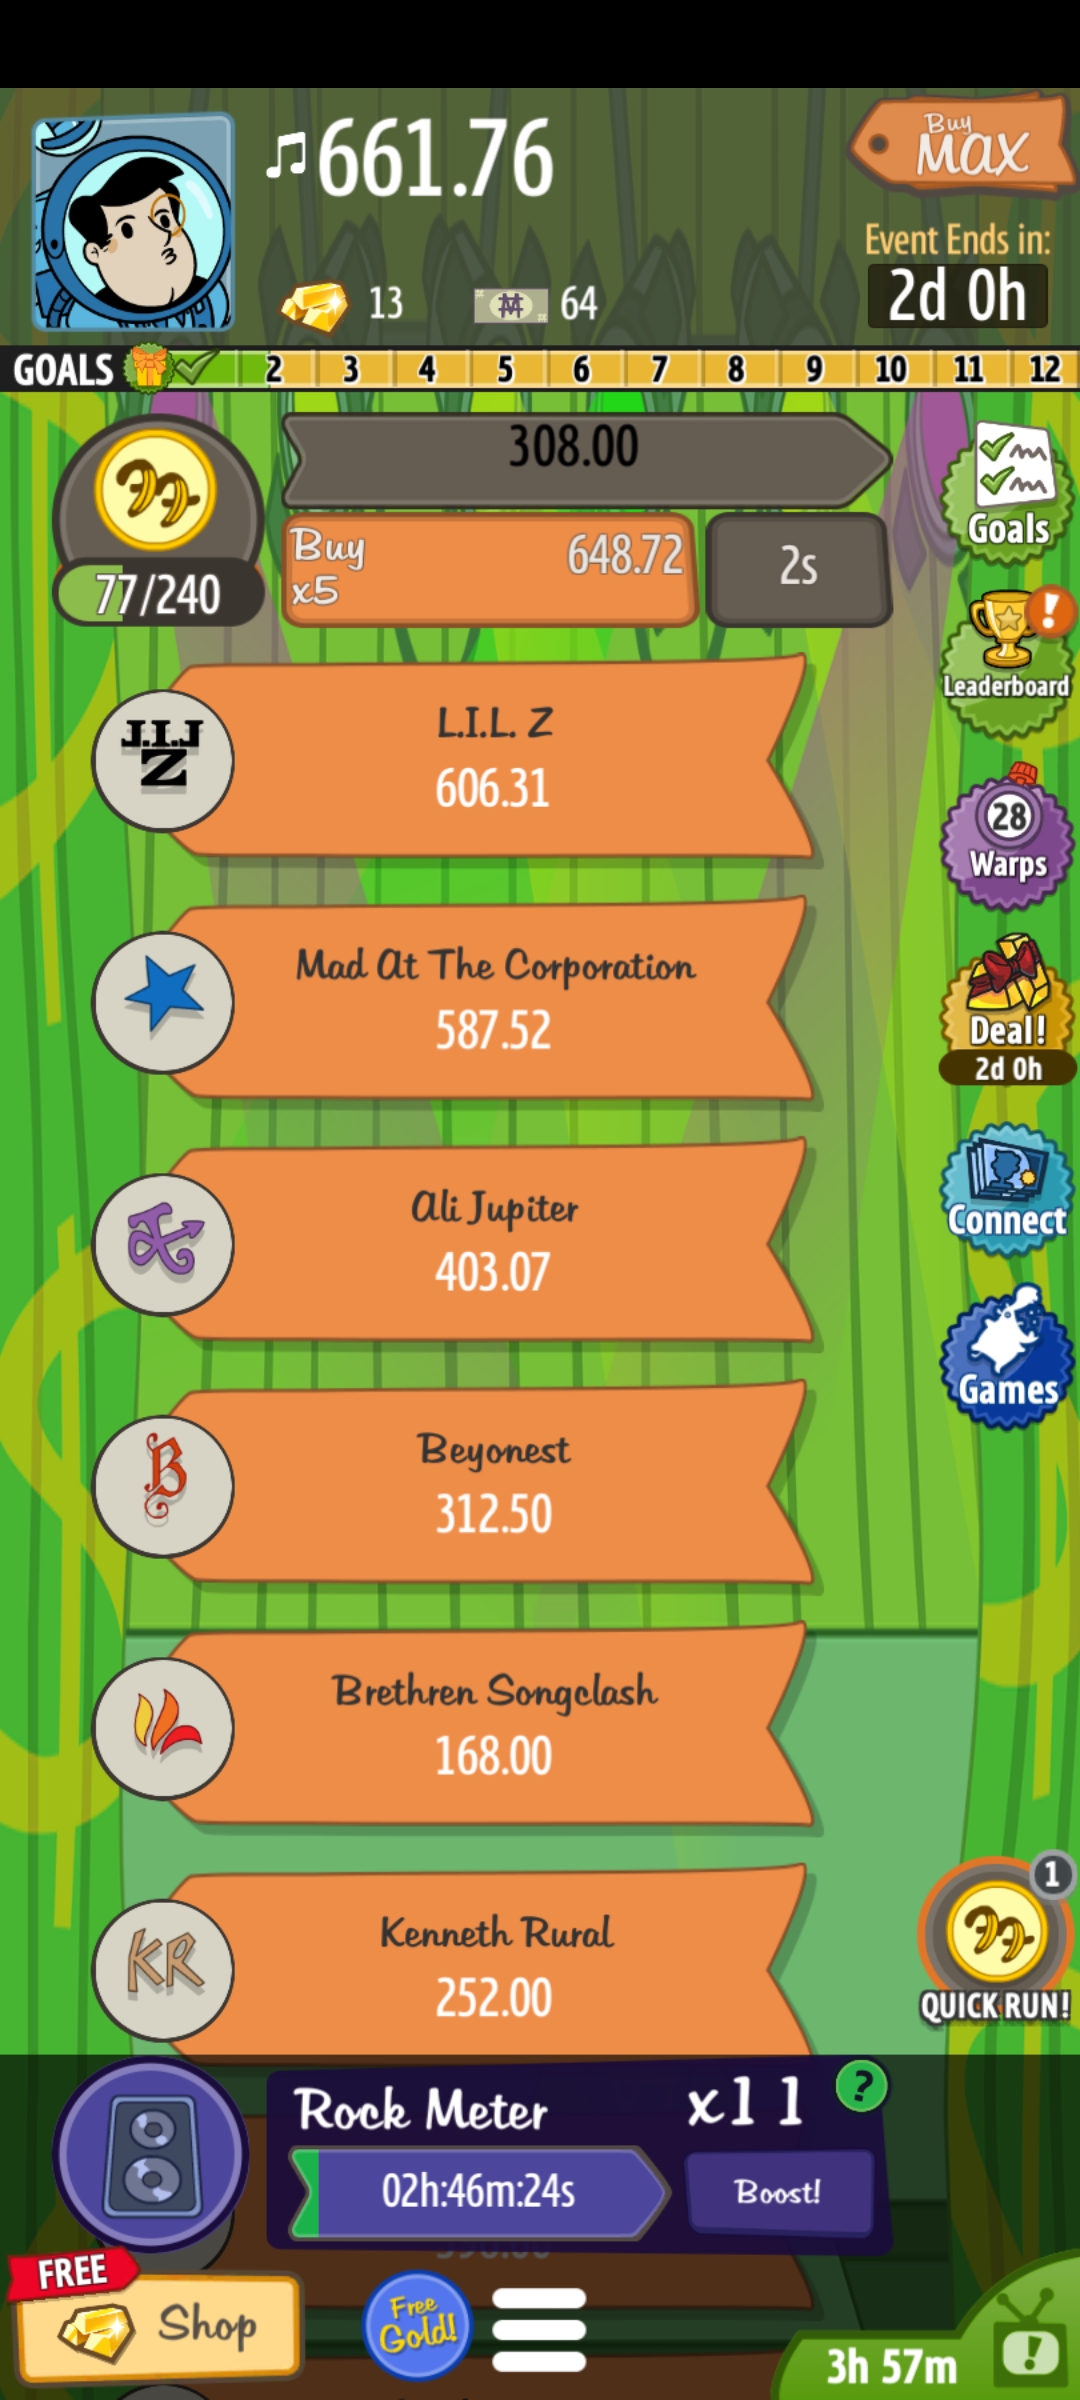 661.76
Buy
MAX
Event Ends in:
2d 0h
13
64
GOALS 2 3 4 5 6 7 8 9 10 11 12
308.00
Buy
x5
648.72
2s
77/240
Goals
!
Leaderboard
L.I.L. Z
606.31
28
Warps
Mad At The Corporation
587.52
Deal!
2d 0h
Ali Jupiter
403.07
Connect
Beyonest
312.50
Games
B
Brethren Songclash
168.00
KR
Kenneth Rural
252.00
1
QUICK RUN!
Rock Meter
x11
?
02h:46m:24s
Boost!
FREE
Shop
Free
Gold!
3h 57m
!